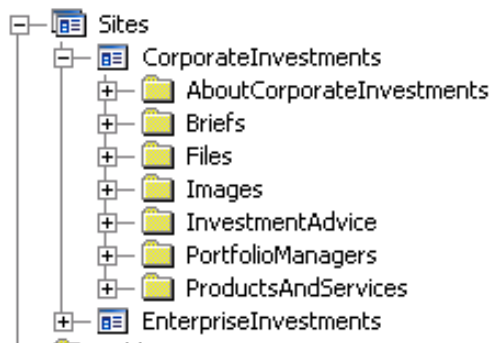 Sites
CorporateInvestments
AboutCorporateInvestments
Briefs
Files
Images
InvestmentAdvice
PortfolioManagers
ProductsAndServices
EnterpriseInvestments